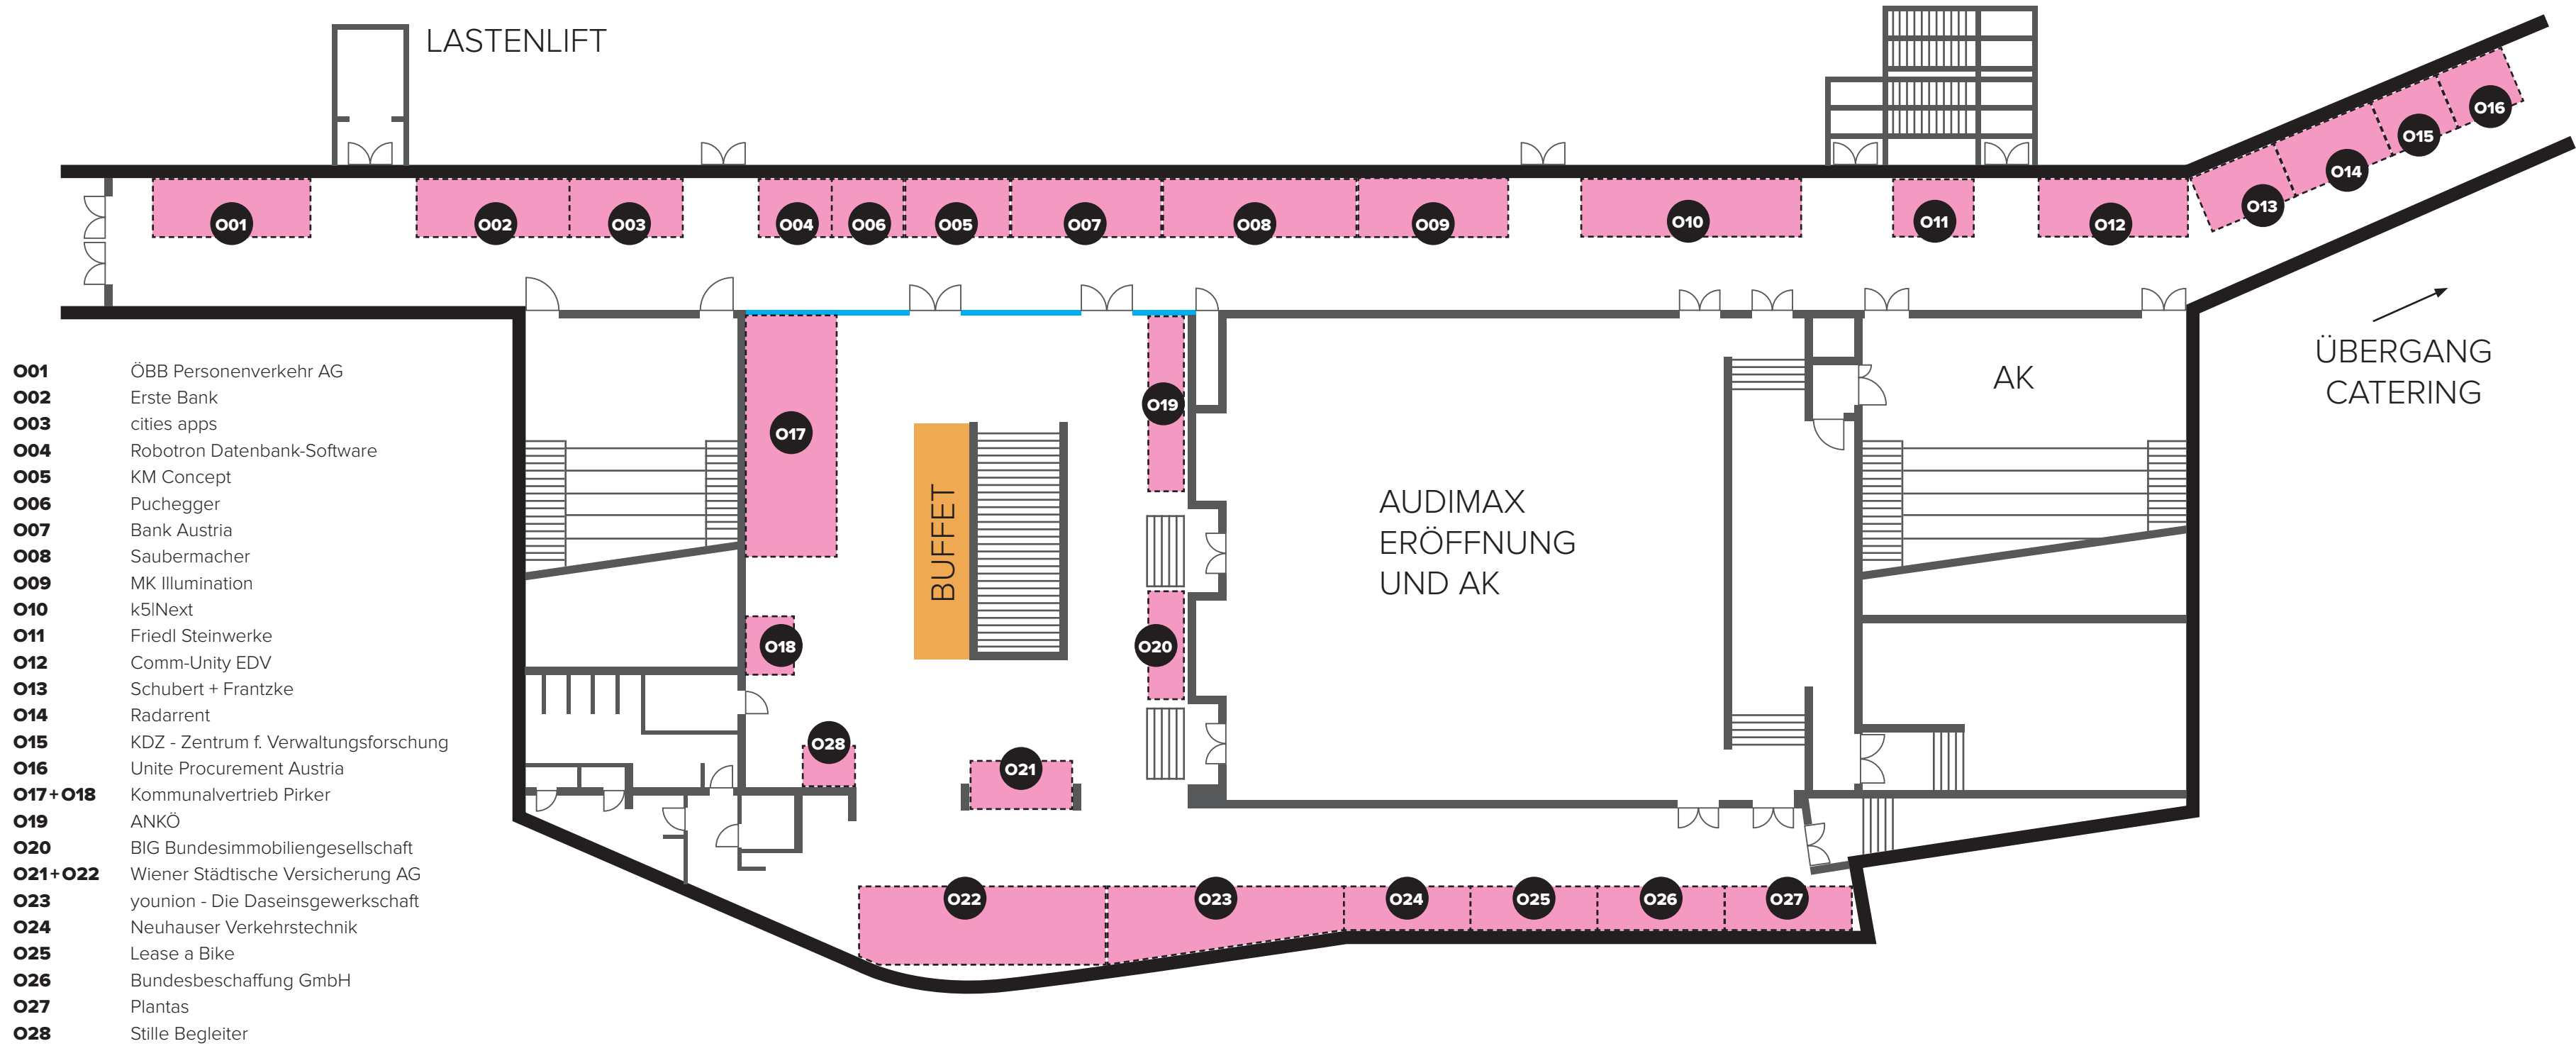 LASTENLIFT
O01
O02
O03
O04
O06
O05
O07
O08
O09
O10
O11
O12
O13
O14
O15
O16
O17
O18
O19
O20
O21
O28
O22
O23
O24
O25
O26
O27
BUFFET
AUDIMAX
ERÖFFNUNG
UND AK
AK
ÜBERGANG
CATERING
O01 ÖBB Personenverkehr AG
O02 Erste Bank
O03 cities apps
O04 Robotron Datenbank-Software
O05 KM Concept
O06 Puchegger
O07 Bank Austria
O08 Saubermacher
O09 MK Illumination
O10 k5|Next
O11 Friedl Steinwerke
O12 Comm-Unity EDV
O13 Schubert + Frantzke
O14 Radarrent
O15 KDZ - Zentrum f. Verwaltungsforschung
O16 Unite Procurement Austria
O17+O18 Kommunalvertrieb Pirker
O19 ANKÖ
O20 BIG Bundesimmobiliengesellschaft
O21+O22 Wiener Städtische Versicherung AG
O23 younion - Die Daseinsgewerkschaft
O24 Neuhauser Verkehrstechnik
O25 Lease a Bike
O26 Bundesbeschaffung GmbH
O27 Plantas
O28 Stille Begleiter